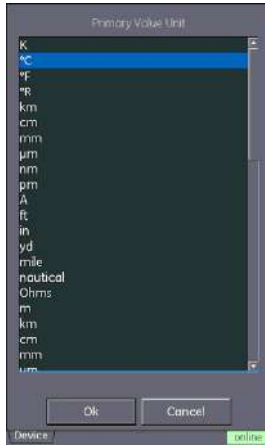 Primary Value Unit
K
°C
°F
°R
km
cm
mm
µm
nm
pm
A
ft
in
yd
mile
nautical
Ohms
m
km
cm
mm
µm
Ok
Cancel
Device
online